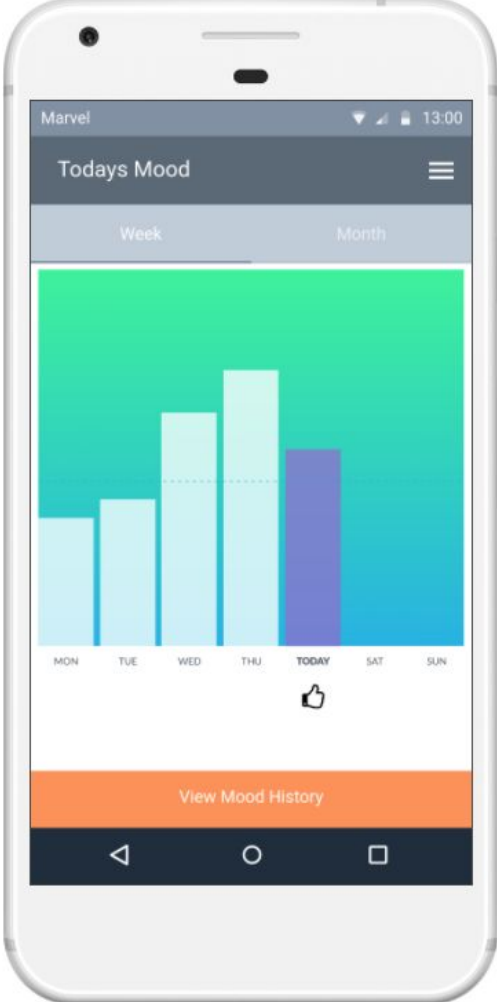 Marvel 13:00
Todays Mood
Week Month
MON TUE WED THU TODAY SAT SUN
View Mood History